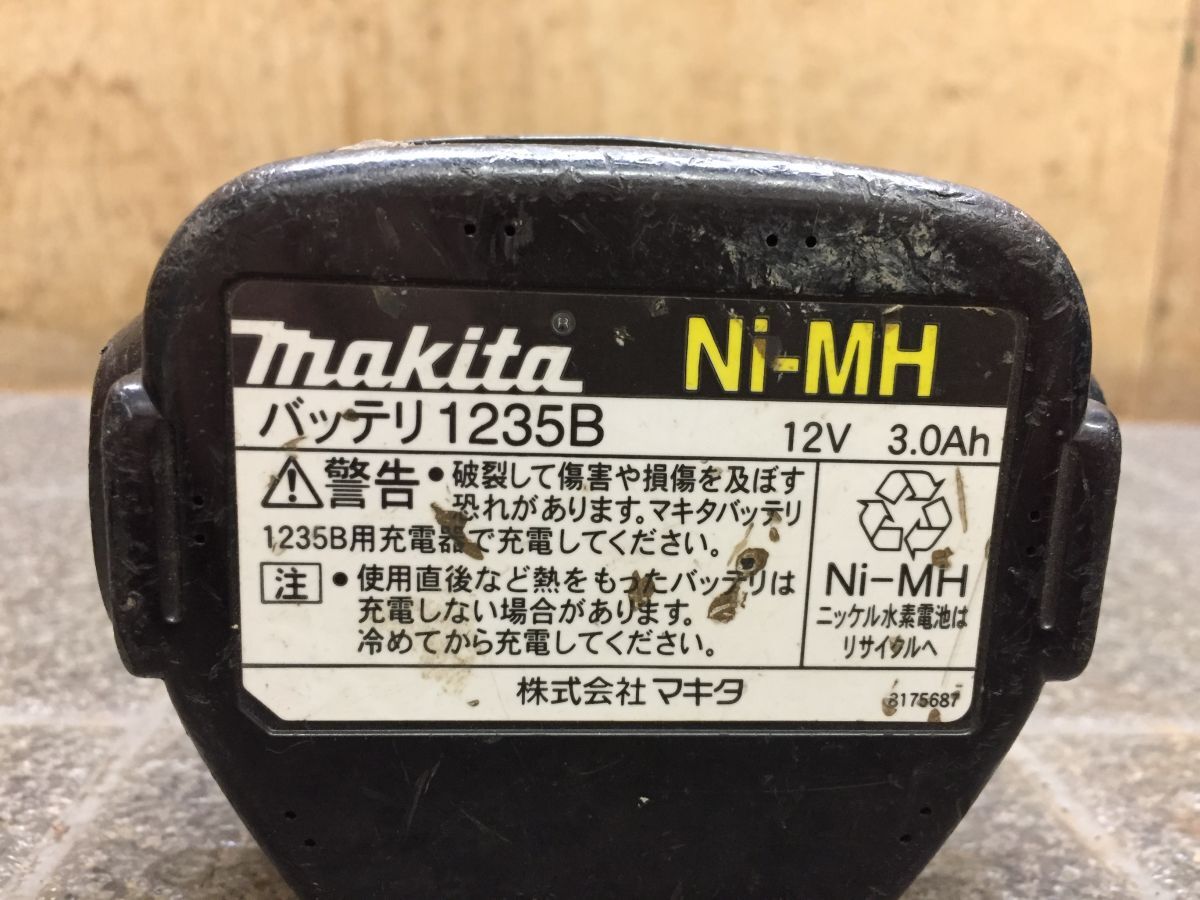 makita ® Ni-MH
バッテリ1235B 12V 3.0Ah
警告 ●破裂して傷害や損傷を及ぼす
恐れがあります。マキタバッテリ
1235B用充電器で充電してください。
注 ●使用直後など熱をもったバッテリは
充電しない場合があります。
冷めてから充電してください。
Ni-MH
ニッケル水素電池は
リサイクルへ
株式会社 マキタ
8175687